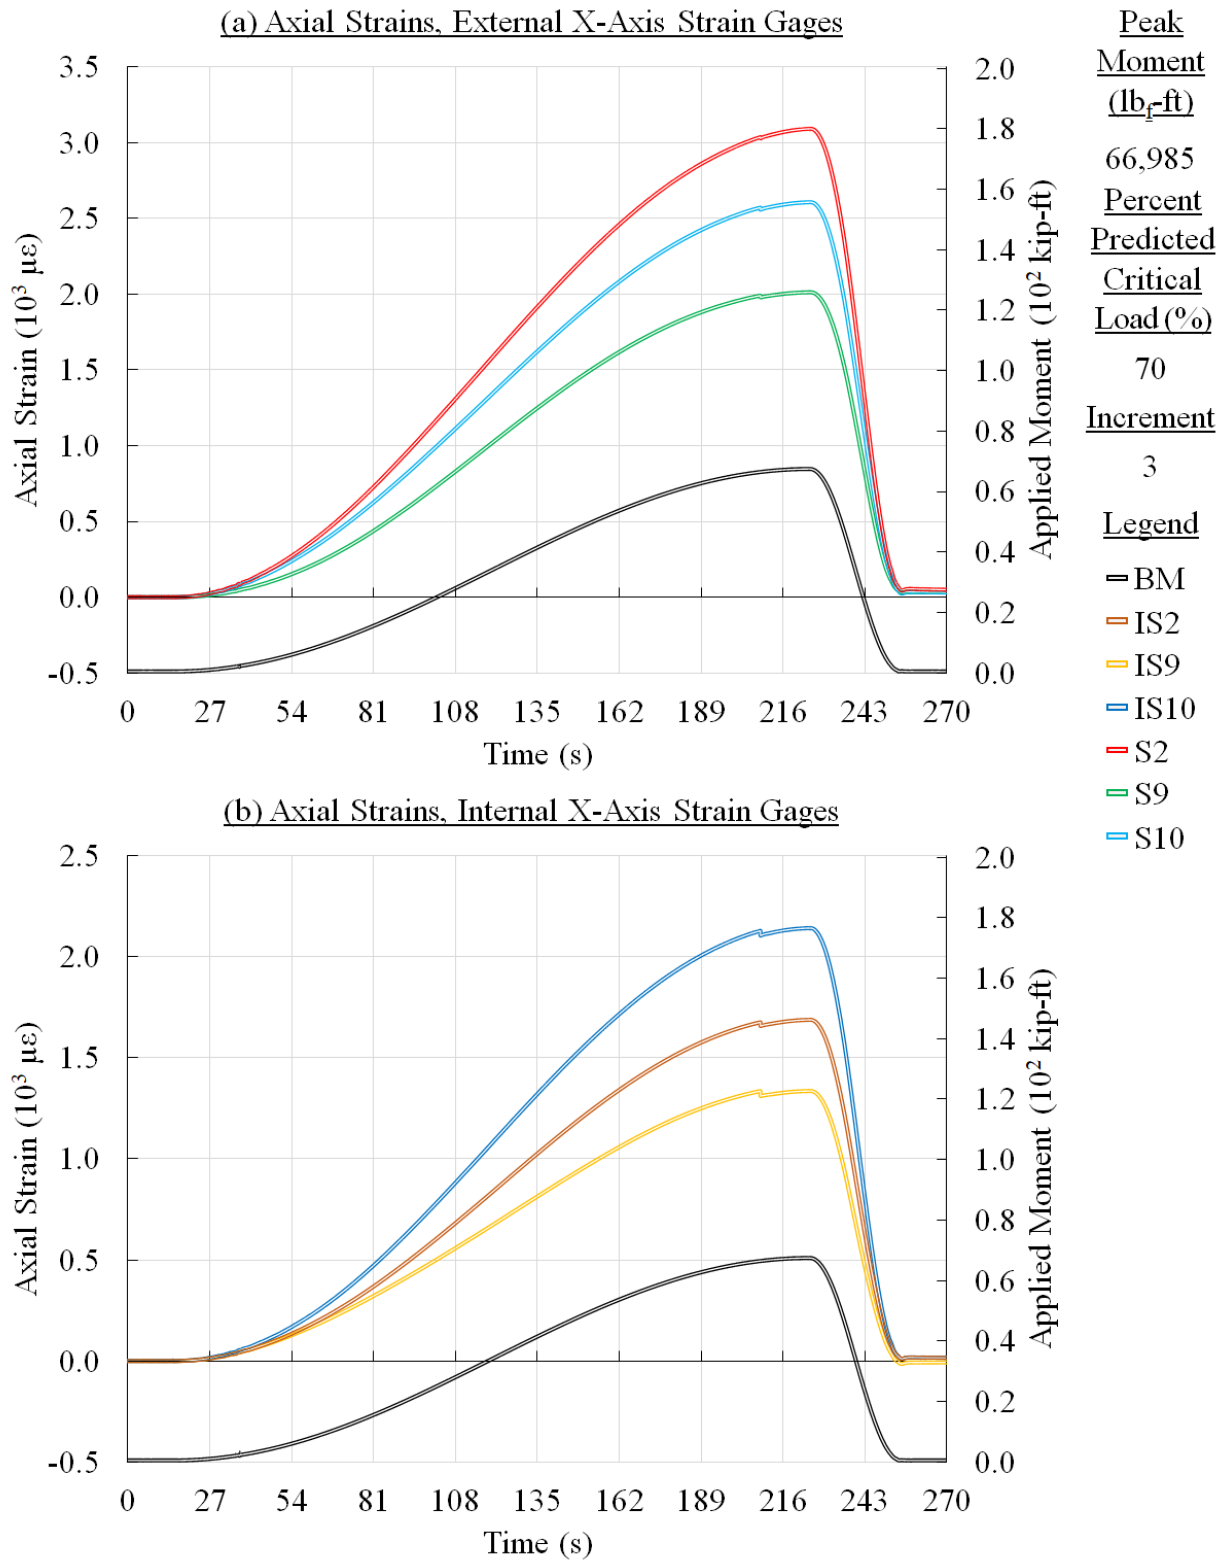 (a) Axial Strains, External X-Axis Strain Gages
3.5
3.0
2.5
2.0
1.5
1.0
0.5
0.0
-0.5
Axial Strain (10³ µε)
2.0
1.8
1.6
1.4
1.2
1.0
0.8
0.6
0.4
0.2
0.0
Applied Moment (10² kip-ft)
0 27 54 81 108 135 162 189 216 243 270
Time (s)
Peak
Moment
(lbf-ft)
66,985
Percent
Predicted
Critical
Load (%)
70
Increment
3
Legend
BM
IS2
IS9
IS10
S2
S9
S10
(b) Axial Strains, Internal X-Axis Strain Gages
2.5
2.0
1.5
1.0
0.5
0.0
-0.5
Axial Strain (10³ µε)
2.0
1.8
1.6
1.4
1.2
1.0
0.8
0.6
0.4
0.2
0.0
Applied Moment (10² kip-ft)
0 27 54 81 108 135 162 189 216 243 270
Time (s)